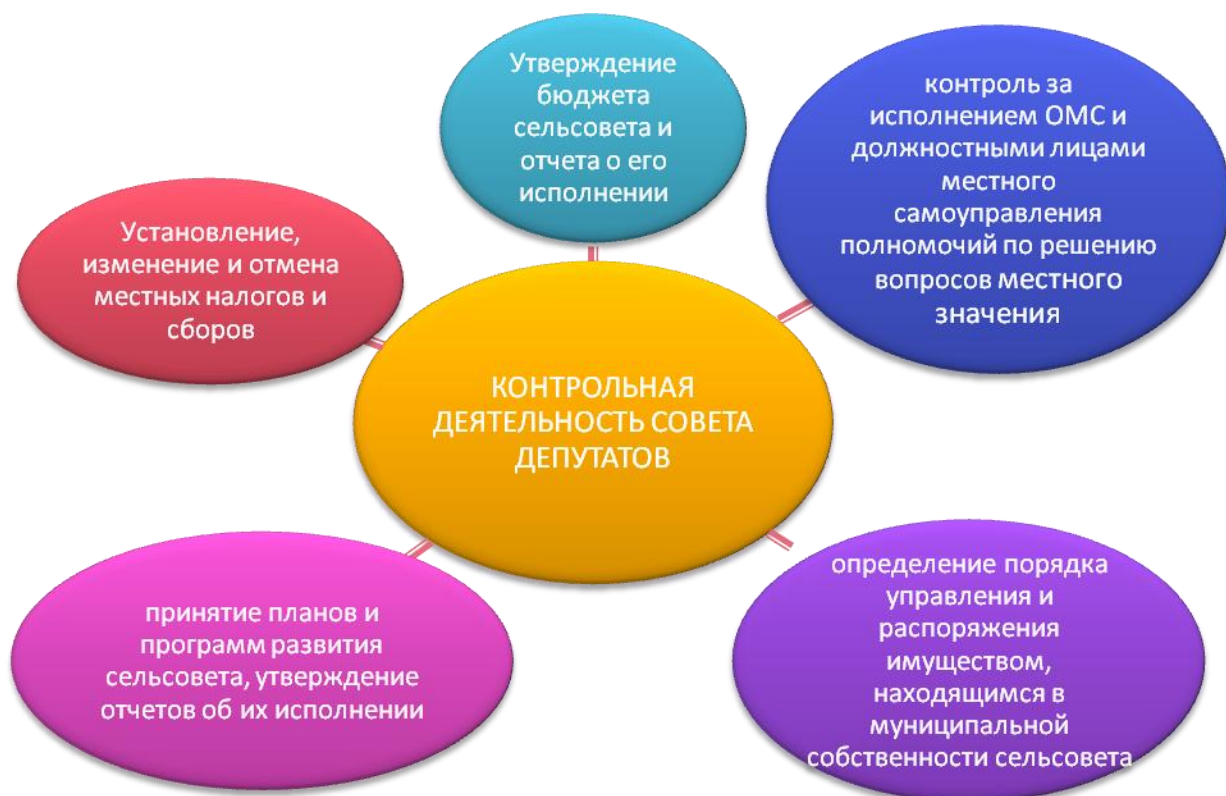 Утверждение
бюджета
сельсовета и
отчета о его
исполнении
контроль за
исполнением ОМС и
должностными лицами
местного
самоуправления
полномочий по решению
вопросов местного
значения
Установление,
изменение и отмена
местных налогов и
сборов
КОНТРОЛЬНАЯ
ДЕЯТЕЛЬНОСТЬ СОВЕТА
ДЕПУТАТОВ
принятие планов и
программ развития
сельсовета, утверждение
отчетов об их исполнении
определение порядка
управления и
распоряжения
имуществом,
находящимся в
муниципальной
собственности сельсовета